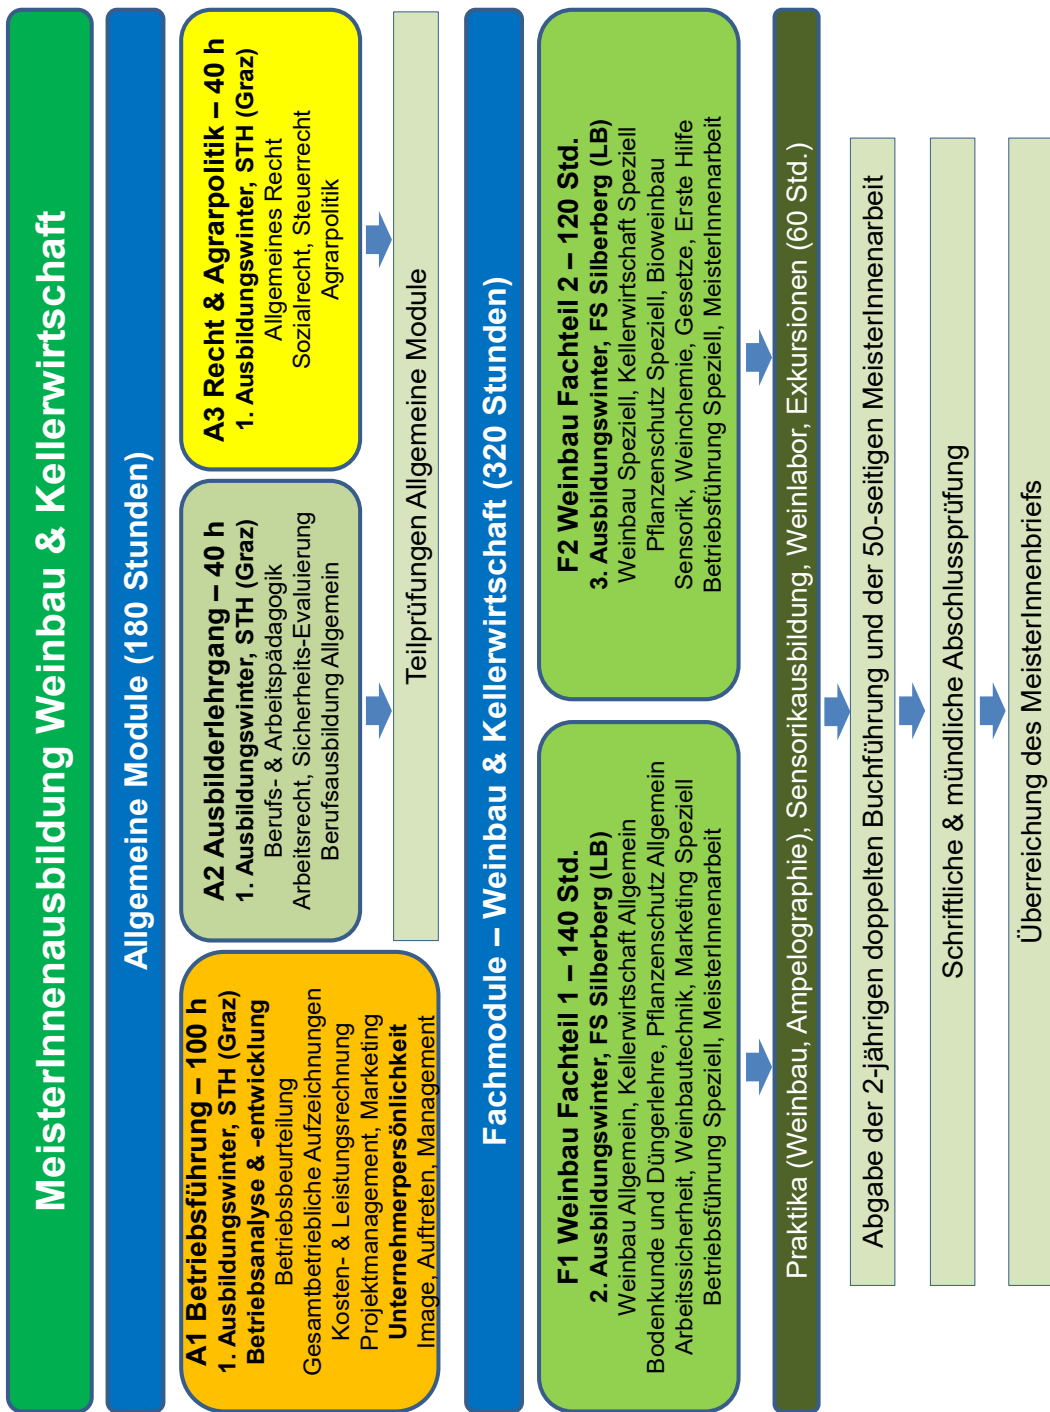 MeisterInnenausbildung Weinbau & Kellerwirtschaft
Allgemeine Module (180 Stunden)
A1 Betriebsführung – 100 h
1. Ausbildungswinter, STH (Graz)
Betriebsanalyse & -entwicklung
Betriebsbeurteilung
Gesamtbetriebliche Aufzeichnungen
Kosten- & Leistungsrechnung
Projektmanagement, Marketing
Unternehmerpersönlichkeit
Image, Auftreten, Management
A2 Ausbilderlehrgang – 40 h
1. Ausbildungswinter, STH (Graz)
Berufs- & Arbeitspädagogik
Arbeitsrecht, Sicherheits-Evaluierung
Berufsausbildung Allgemein
A3 Recht & Agrarpolitik – 40 h
1. Ausbildungswinter, STH (Graz)
Allgemeines Recht
Sozialrecht, Steuerrecht
Agrarpolitik
Teilprüfungen Allgemeine Module
Fachmodule – Weinbau & Kellerwirtschaft (320 Stunden)
F1 Weinbau Fachteil 1 – 140 Std.
2. Ausbildungswinter, FS Silberberg (LB)
Weinbau Allgemein, Kellerwirtschaft Allgemein
Bodenkunde und Düngerlehre, Pflanzenschutz Allgemein
Arbeitssicherheit, Weinbautechnik, Marketing Speziell
Betriebsführung Speziell, MeisterInnenarbeit
F2 Weinbau Fachteil 2 – 120 Std.
3. Ausbildungswinter, FS Silberberg (LB)
Weinbau Speziell, Kellerwirtschaft Speziell
Pflanzenschutz Speziell, Bioweinbau
Sensorik, Weinchemie, Gesetze, Erste Hilfe
Betriebsführung Speziell, MeisterInnenarbeit
Praktika (Weinbau, Ampelographie), Sensorikausbildung, Weinlabor, Exkursionen (60 Std.)
Abgabe der 2-jährigen doppelten Buchführung und der 50-seitigen MeisterInnenarbeit
Schriftliche & mündliche Abschlussprüfung
Überreichung des MeisterInnenbriefs